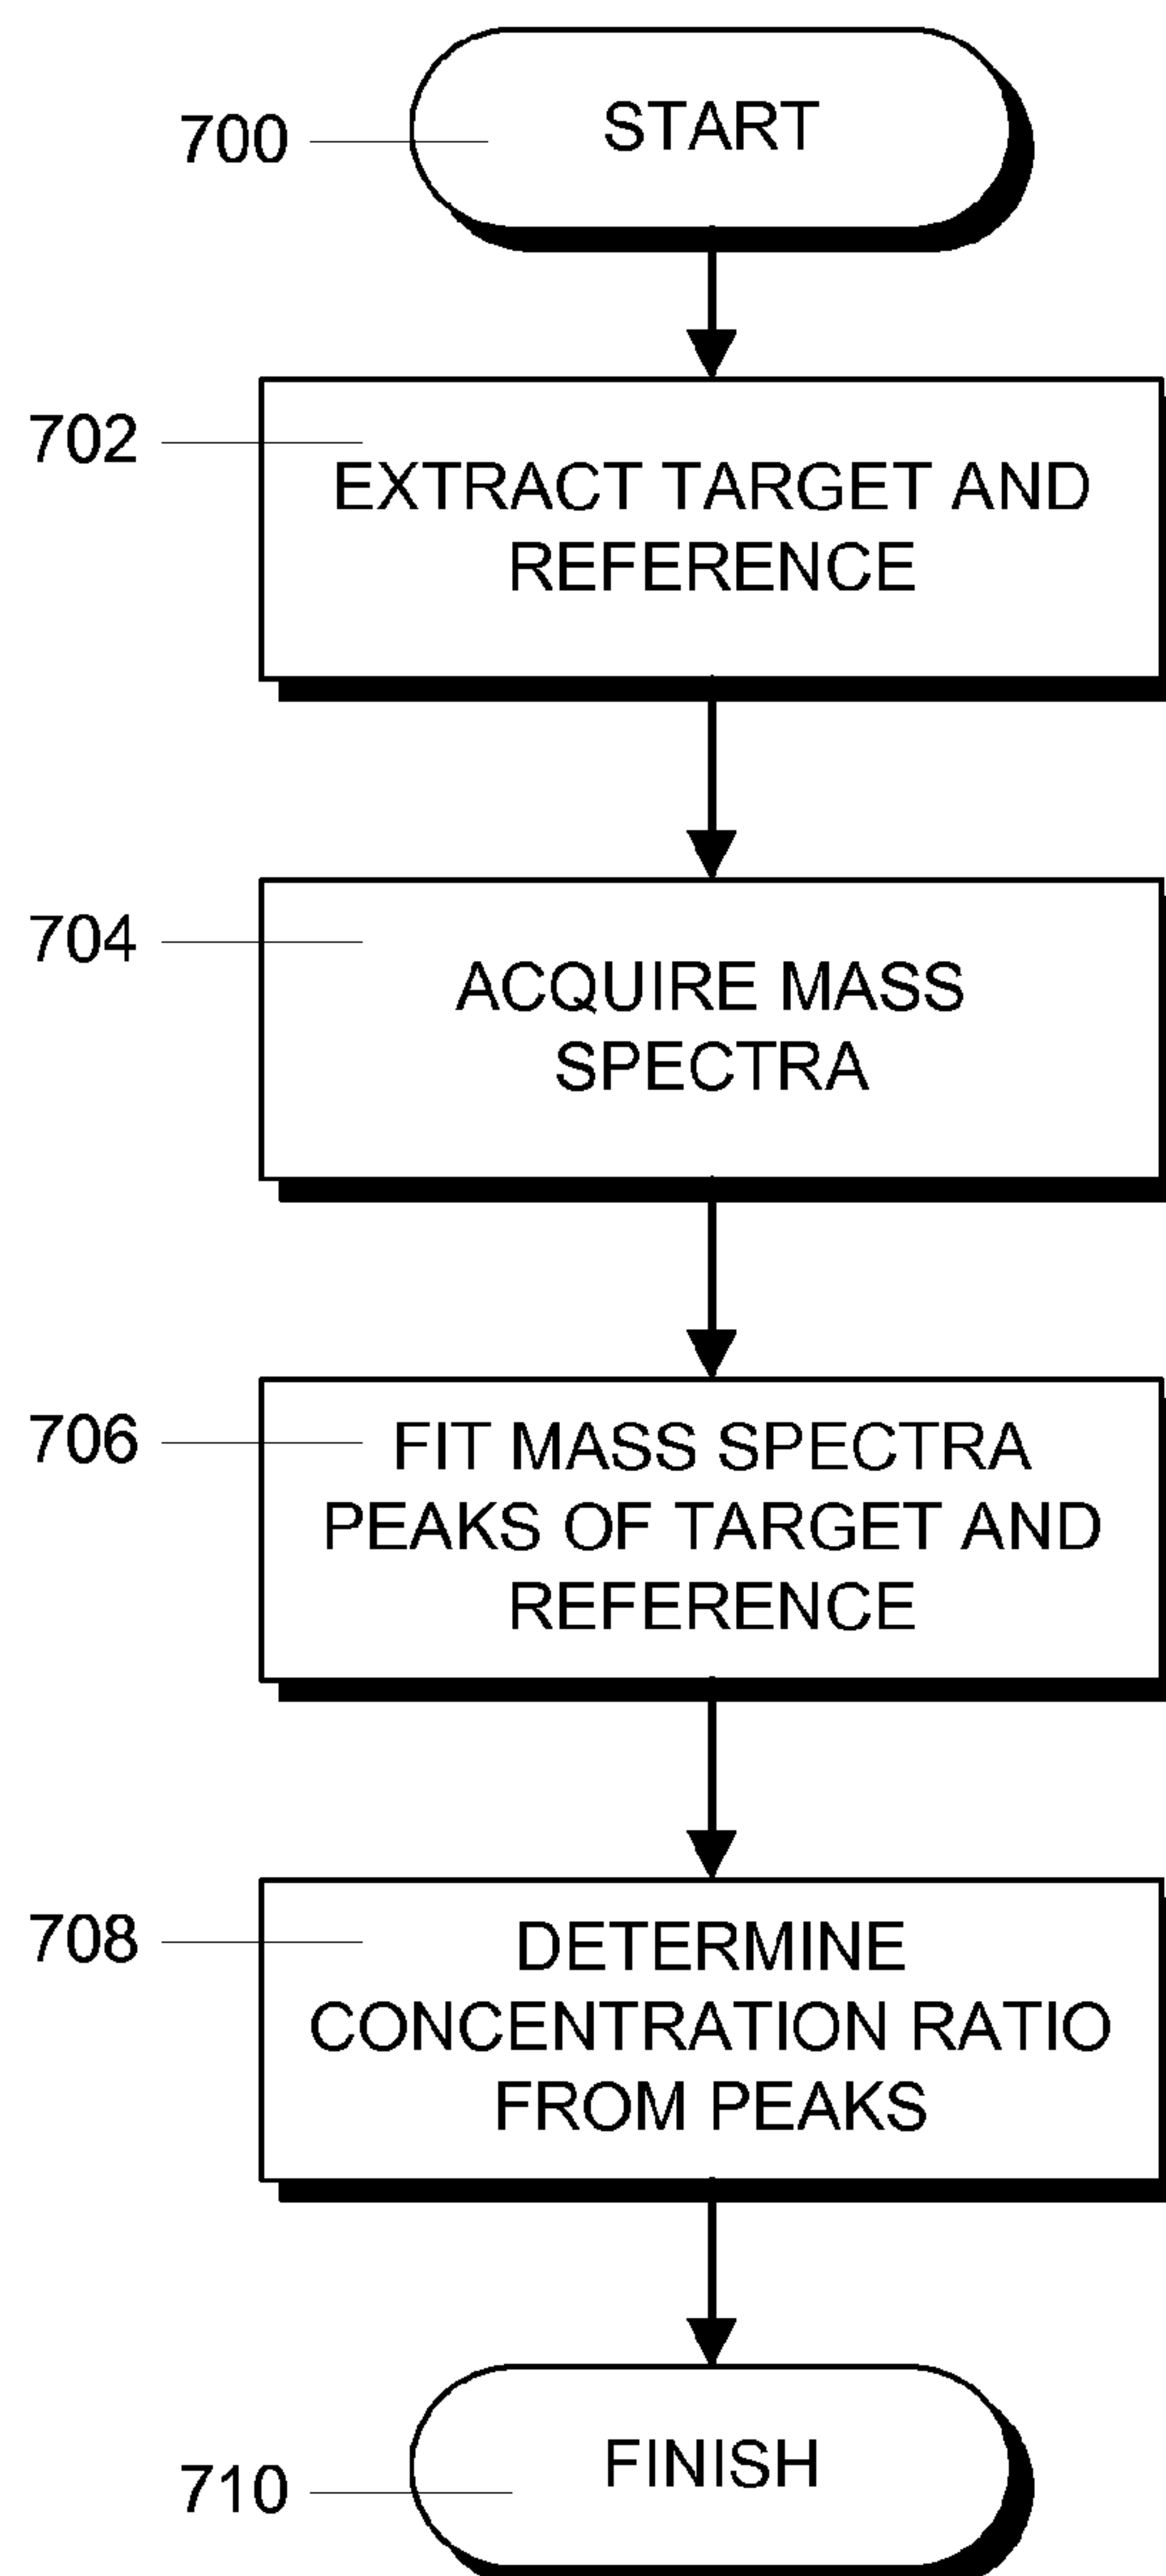 700
START
702
EXTRACT TARGET AND
REFERENCE
704
ACQUIRE MASS
SPECTRA
706
FIT MASS SPECTRA
PEAKS OF TARGET AND
REFERENCE
708
DETERMINE
CONCENTRATION RATIO
FROM PEAKS
710
FINISH